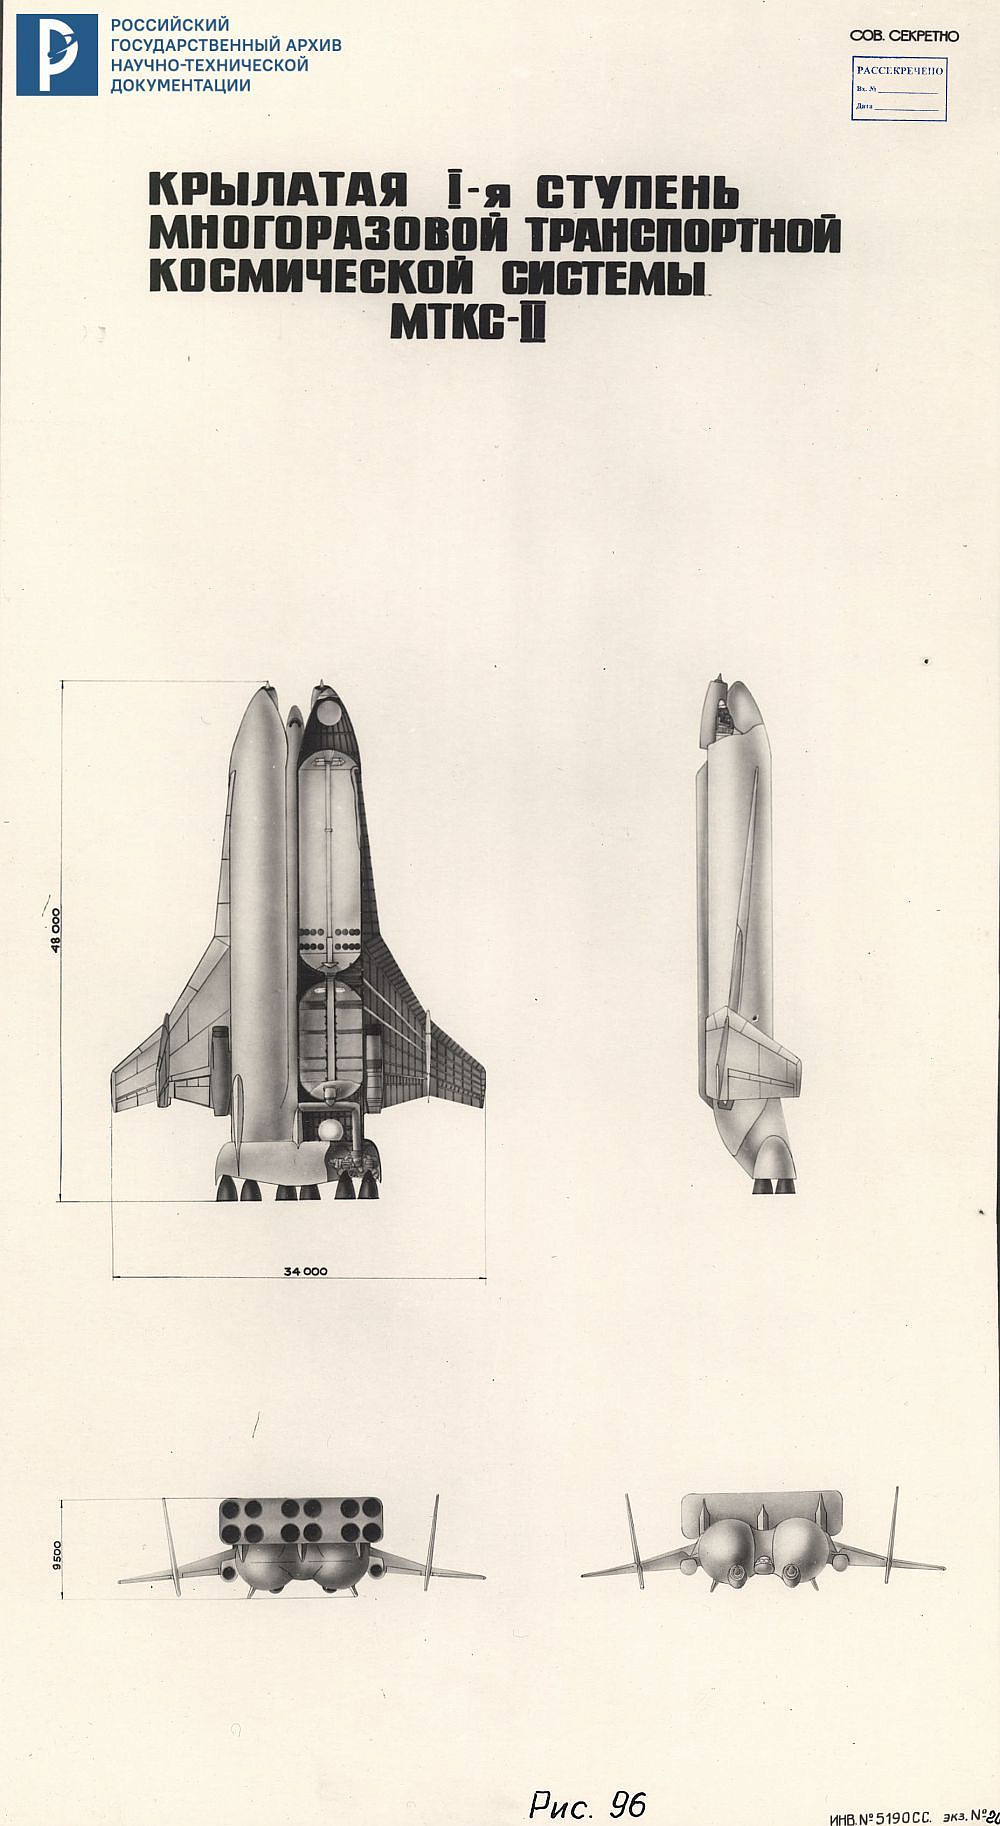 РОССИЙСКИЙ
ГОСУДАРСТВЕННЫЙ АРХИВ
НАУЧНО-ТЕХНИЧЕСКОЙ
ДОКУМЕНТАЦИИ
СОВ. СЕКРЕТНО
РАССЕКРЕЧЕНО
Вх. №
Дата
КРЫЛАТАЯ I-я СТУПЕНЬ
МНОГОРАЗОВОЙ ТРАНСПОРТНОЙ
КОСМИЧЕСКОЙ СИСТЕМЫ
МТКС-II
48 000
34 000
9500
Рис. 96
ИНВ. № 5190СС. экз. №